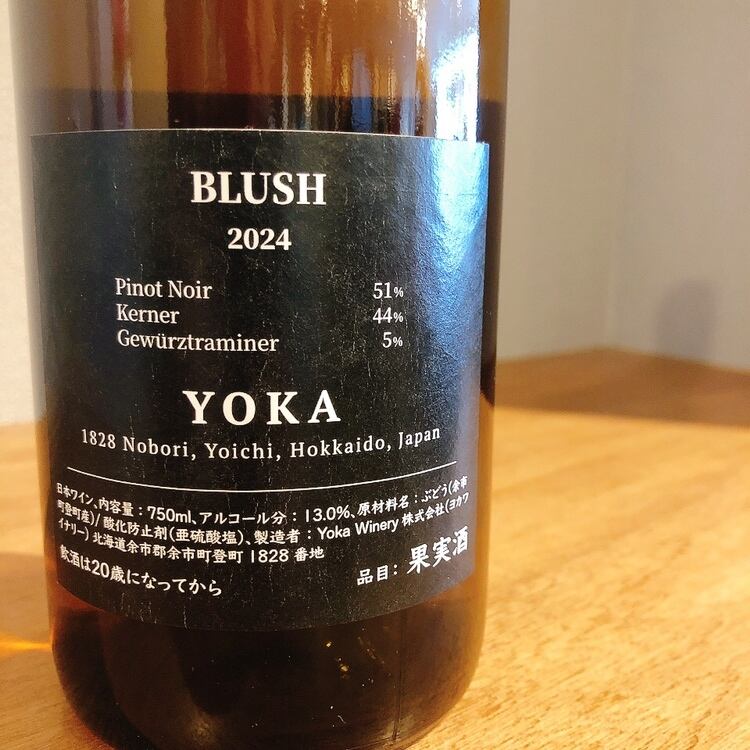 BLUSH
2024
Pinot Noir 51%
Kerner 44%
Gewürztraminer 5%
YOKA
1828 Nobori, Yoichi, Hokkaido, Japan
日本ワイン、内容量：750ml、アルコール分：13.0%、原材料名：ぶどう(余市
町登町産)/ 酸化防止剤(亜硫酸塩)、製造者：Yoka Winery 株式会社(ヨカワ
イナリー) 北海道余市郡余市町登町 1828 番地
飲酒は20歳になってから
品目：果実酒